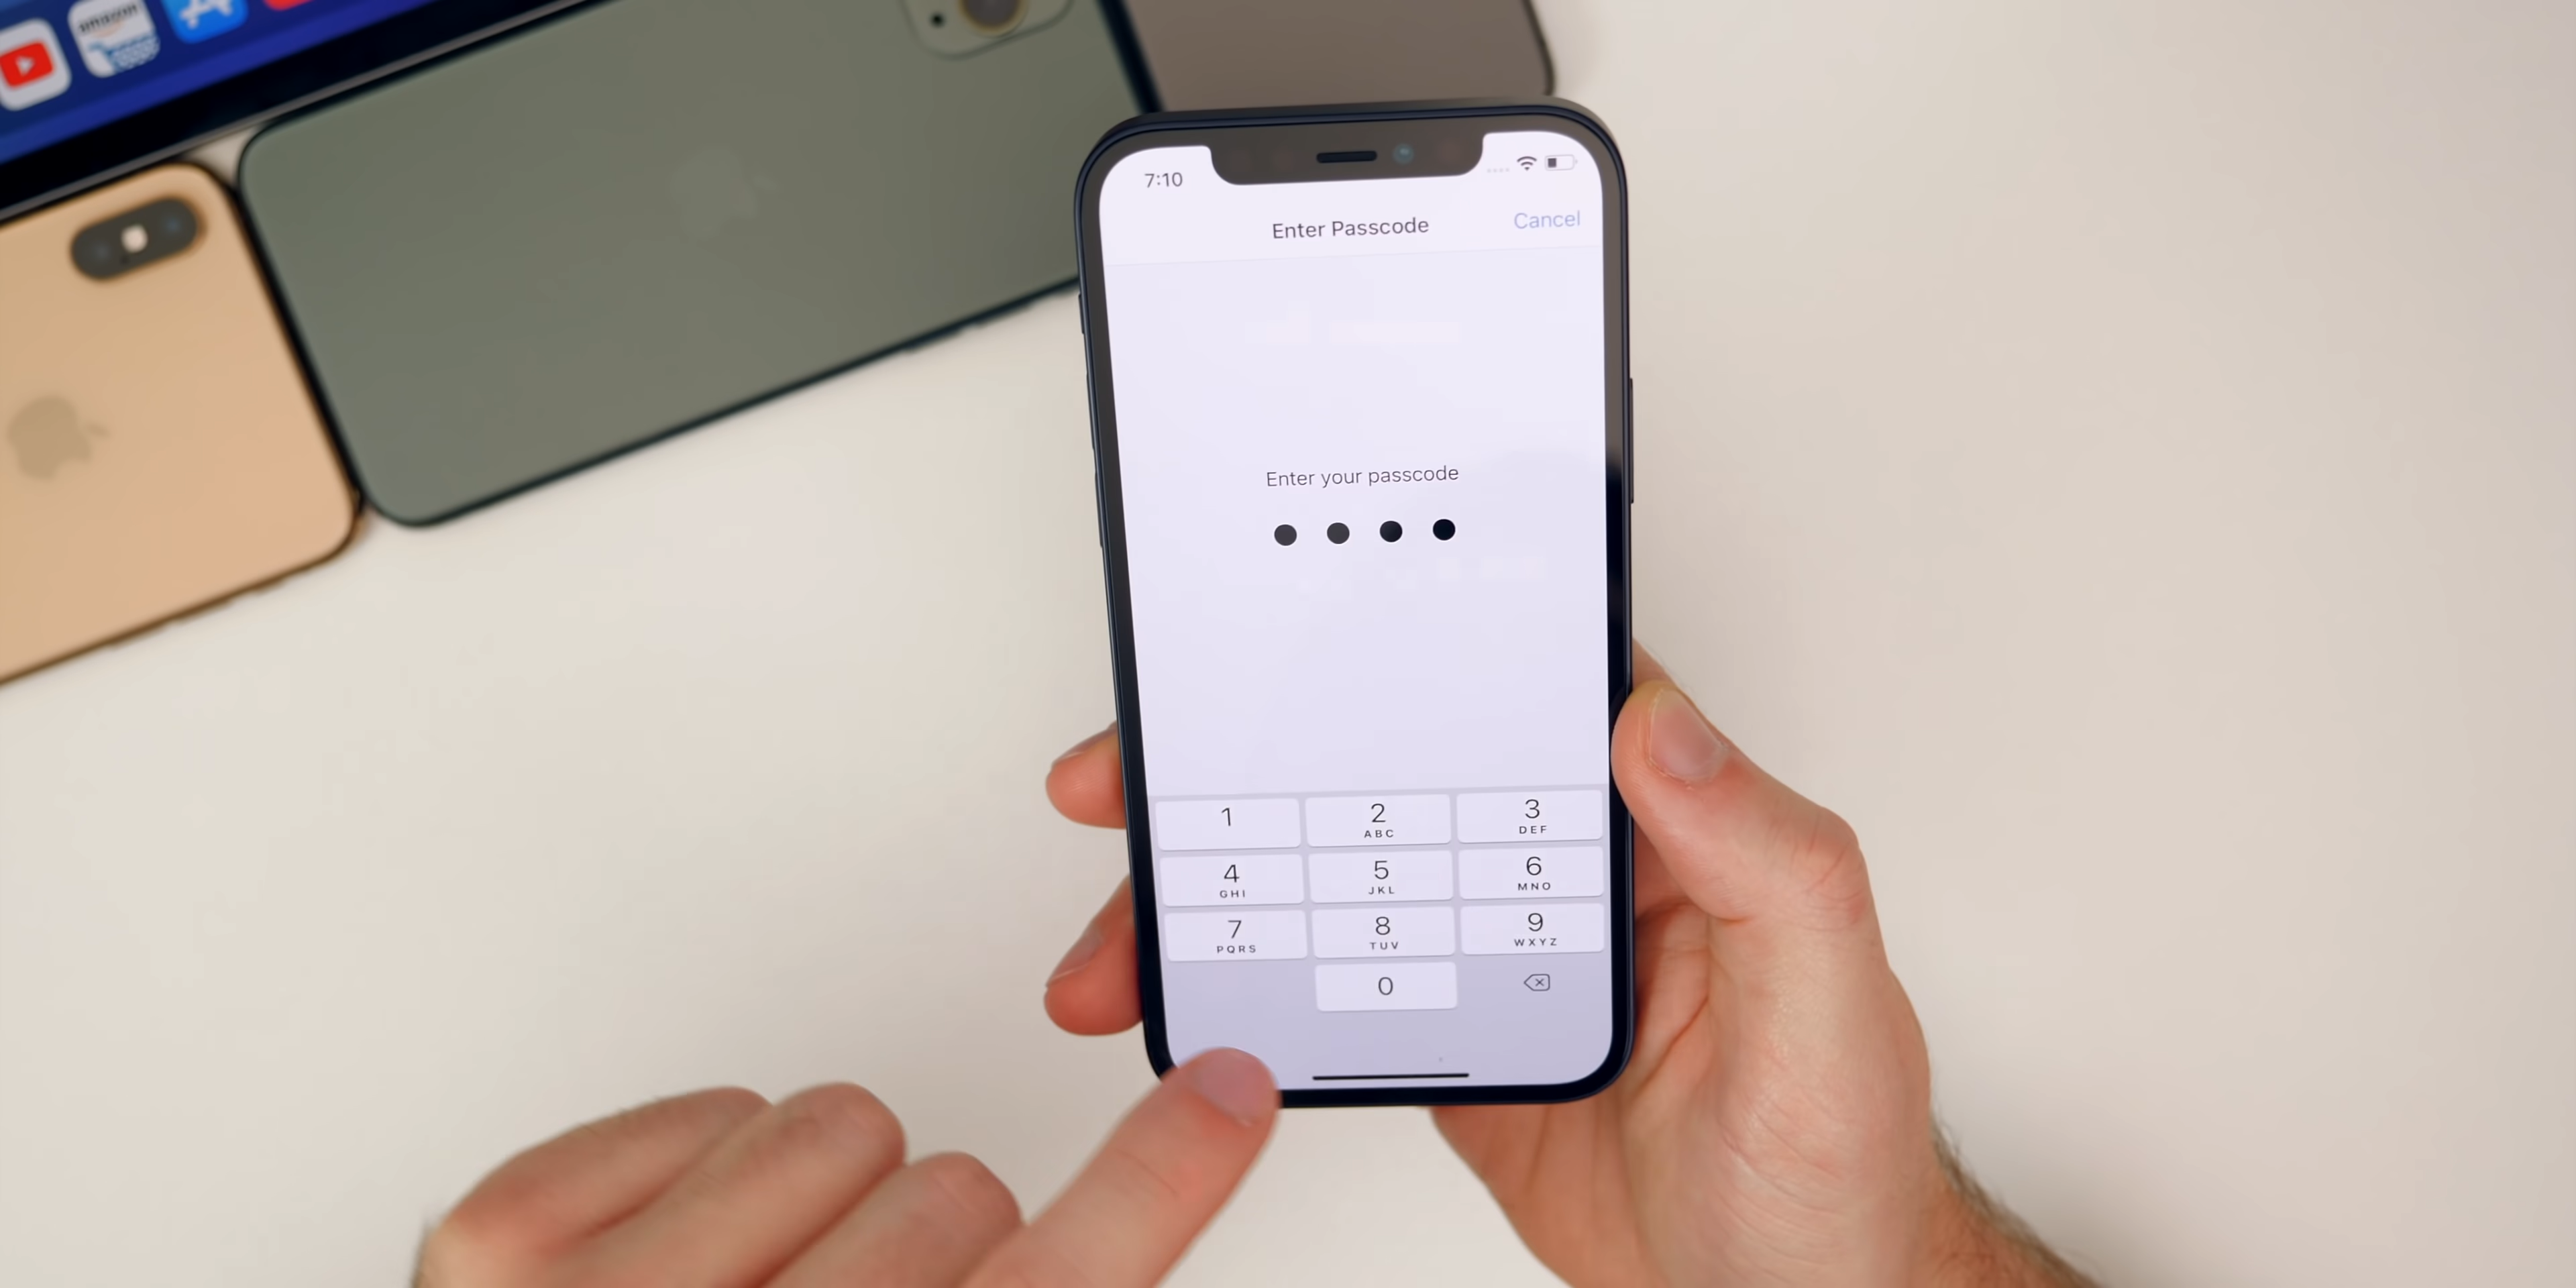 amazon
7:10
Enter Passcode
Cancel
Enter your passcode
1
2
ABC
3
DEF
4
GHI
5
JKL
6
MNO
7
PQRS
8
TUV
9
WXYZ
0